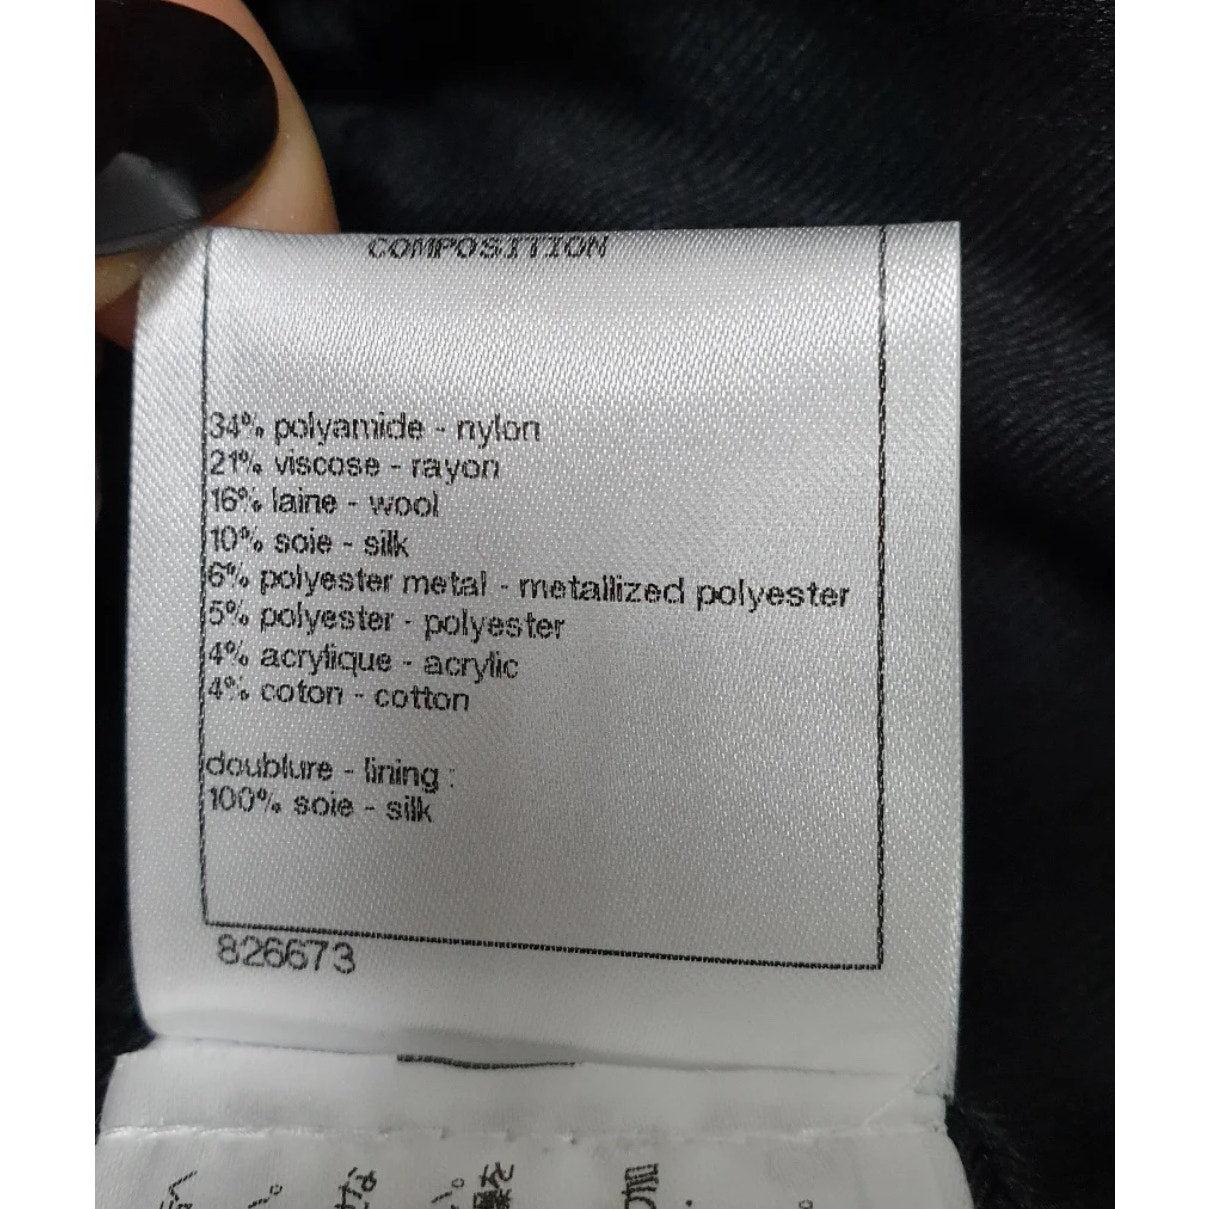 COMPOSITION
34% polyamide - nylon
21% viscose - rayon
16% laine - wool
10% soie - silk
6% polyester metal - metallized polyester
5% polyester - polyester
4% acrylique - acrylic
4% coton - cotton
doublure - lining :
100% soie - silk
826673